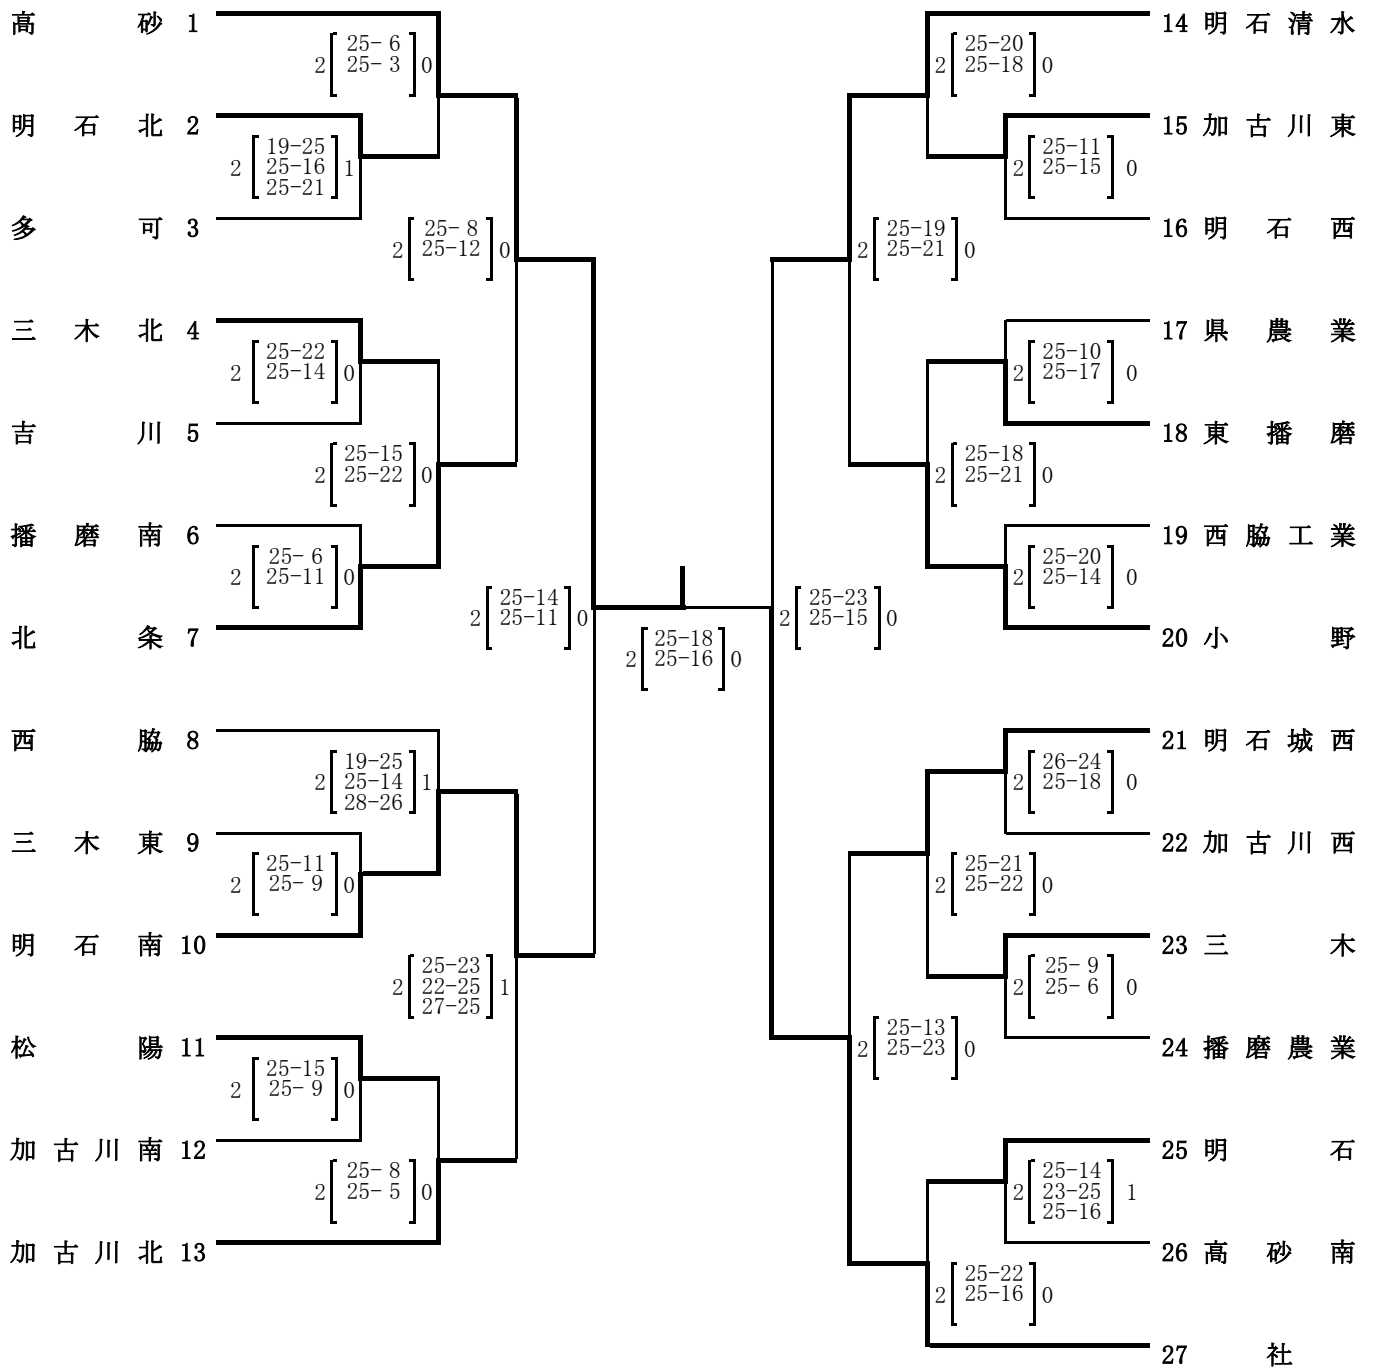 高砂 1
25- 6
2 25- 3 0
明石北 2
19-25
2 25-16 1
25-21
多可 3
25- 8
2 25-12 0
三木北 4
25-22
2 25-14 0
吉川 5
25-15
2 25-22 0
播磨南 6
25- 6
2 25-11 0
25-14
2 25-11 0
北条 7
西脇 8
19-25
2 25-14 1
28-26
三木東 9
25-11
2 25- 9 0
明石南 10
25-23
2 22-25 1
27-25
松陽 11
25-15
2 25- 9 0
加古川南 12
25- 8
2 25- 5 0
加古川北 13
25-18
2 25-16 0
14 明石清水
25-20
2 25-18 0
15 加古川東
25-11
2 25-15 0
16 明石西
25-19
2 25-21 0
17 県農業
25-10
2 25-17 0
18 東播磨
25-18
2 25-21 0
19 西脇工業
25-20
2 25-14 0
25-23
2 25-15 0
20 小野
21 明石城西
26-24
2 25-18 0
22 加古川西
25-21
2 25-22 0
23 三木
25- 9
2 25- 6 0
24 播磨農業
25-13
2 25-23 0
25 明石
25-14
2 23-25 1
25-16
26 高砂南
25-22
2 25-16 0
27 社